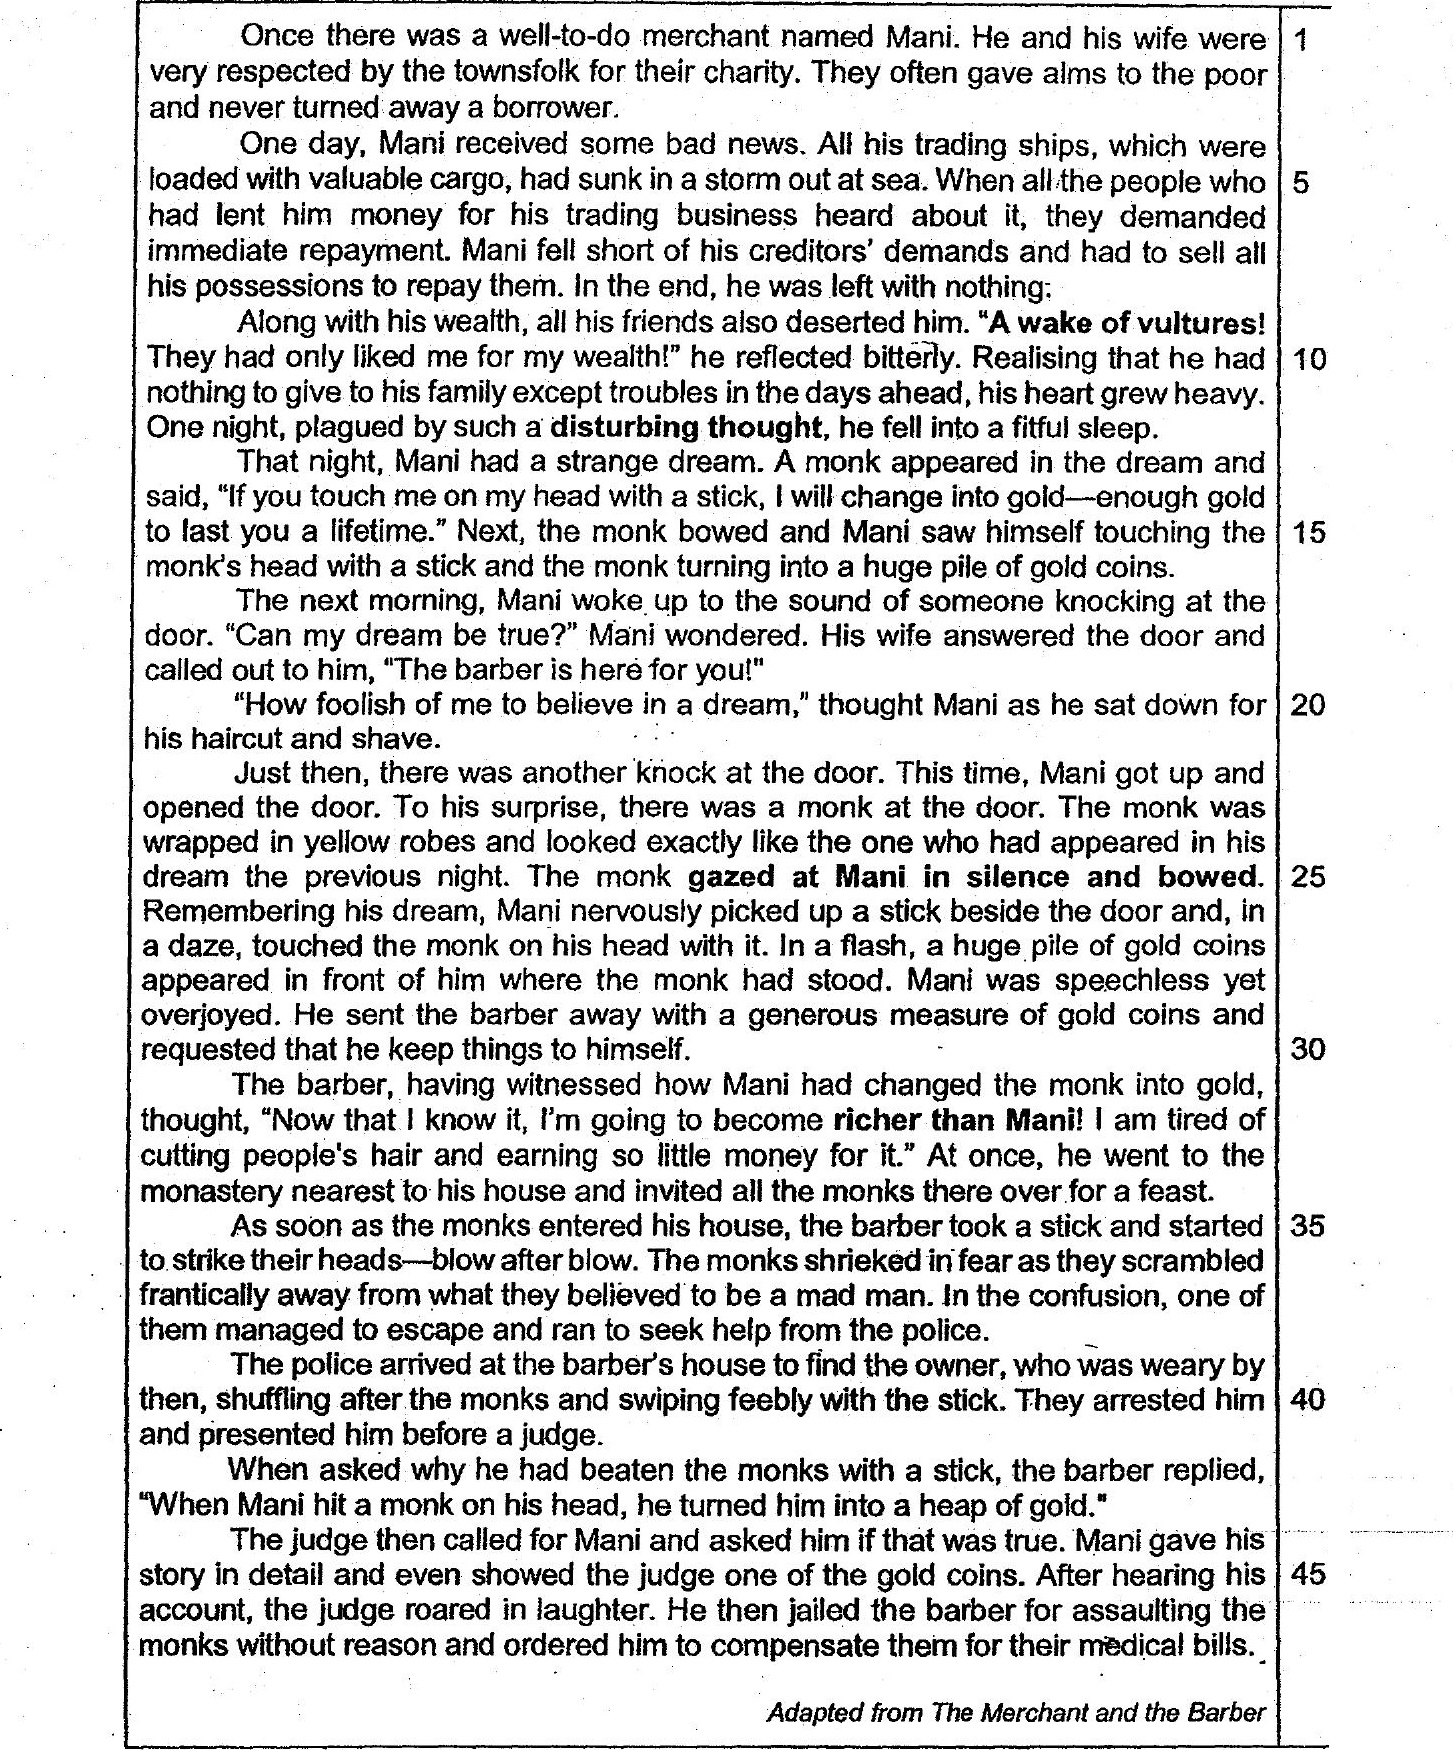 Once there was a well-to-do merchant named Mani. He and his wife were 1
very respected by the townsfolk for their charity. They often gave alms to the poor
and never turned away a borrower.
One day, Mani received some bad news. All his trading ships, which were
loaded with valuable cargo, had sunk in a storm out at sea. When all the people who 5
had lent him money for his trading business heard about it, they demanded
immediate repayment. Mani fell short of his creditors' demands and had to sell all
his possessions to repay them. In the end, he was left with nothing.
Along with his wealth, all his friends also deserted him. "A wake of vultures!
They had only liked me for my wealth!" he reflected bitterly. Realising that he had 10
nothing to give to his family except troubles in the days ahead, his heart grew heavy.
One night, plagued by such a disturbing thought, he fell into a fitful sleep.
That night, Mani had a strange dream. A monk appeared in the dream and
said, "If you touch me on my head with a stick, I will change into gold—enough gold
to last you a lifetime." Next, the monk bowed and Mani saw himself touching the 15
monk's head with a stick and the monk turning into a huge pile of gold coins.
The next morning, Mani woke up to the sound of someone knocking at the
door. "Can my dream be true?" Mani wondered. His wife answered the door and
called out to him, "The barber is here for you!"
"How foolish of me to believe in a dream," thought Mani as he sat down for 20
his haircut and shave.
Just then, there was another knock at the door. This time, Mani got up and
opened the door. To his surprise, there was a monk at the door. The monk was
wrapped in yellow robes and looked exactly like the one who had appeared in his
dream the previous night. The monk gazed at Mani in silence and bowed. 25
Remembering his dream, Mani nervously picked up a stick beside the door and, in
a daze, touched the monk on his head with it. In a flash, a huge pile of gold coins
appeared in front of him where the monk had stood. Mani was speechless yet
overjoyed. He sent the barber away with a generous measure of gold coins and
requested that he keep things to himself. 30
The barber, having witnessed how Mani had changed the monk into gold,
thought, "Now that I know it, I'm going to become richer than Mani! I am tired of
cutting people's hair and earning so little money for it." At once, he went to the
monastery nearest to his house and invited all the monks there over for a feast.
As soon as the monks entered his house, the barber took a stick and started 35
to strike their heads—blow after blow. The monks shrieked in fear as they scrambled
frantically away from what they believed to be a mad man. In the confusion, one of
them managed to escape and ran to seek help from the police.
The police arrived at the barber's house to find the owner, who was weary by
then, shuffling after the monks and swiping feebly with the stick. They arrested him 40
and presented him before a judge.
When asked why he had beaten the monks with a stick, the barber replied,
"When Mani hit a monk on his head, he turned him into a heap of gold."
The judge then called for Mani and asked him if that was true. Mani gave his
story in detail and even showed the judge one of the gold coins. After hearing his 45
account, the judge roared in laughter. He then jailed the barber for assaulting the
monks without reason and ordered him to compensate them for their medical bills.
Adapted from The Merchant and the Barber